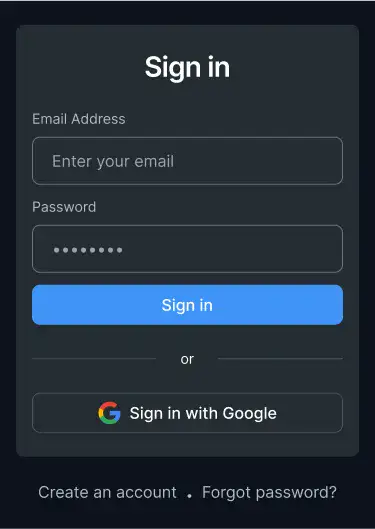 Sign in
Email Address
Enter your email
Password
••••••••
Sign in
or
Sign in with Google
Create an account • Forgot password?